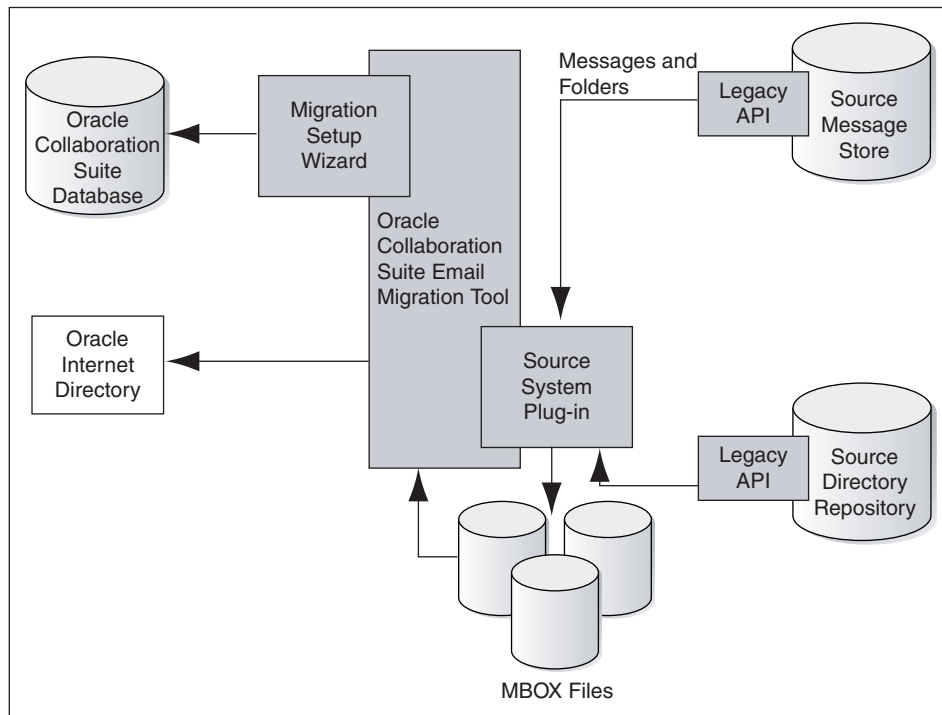 Oracle
Collaboration
Suite
Database
Migration
Setup
Wizard
Messages and
Folders
Legacy
API
Source
Message
Store
Oracle
Collaboration
Suite Email
Migration Tool
Oracle
Internet
Directory
Source
System
Plug-in
Legacy
API
Source
Directory
Repository
MBOX Files